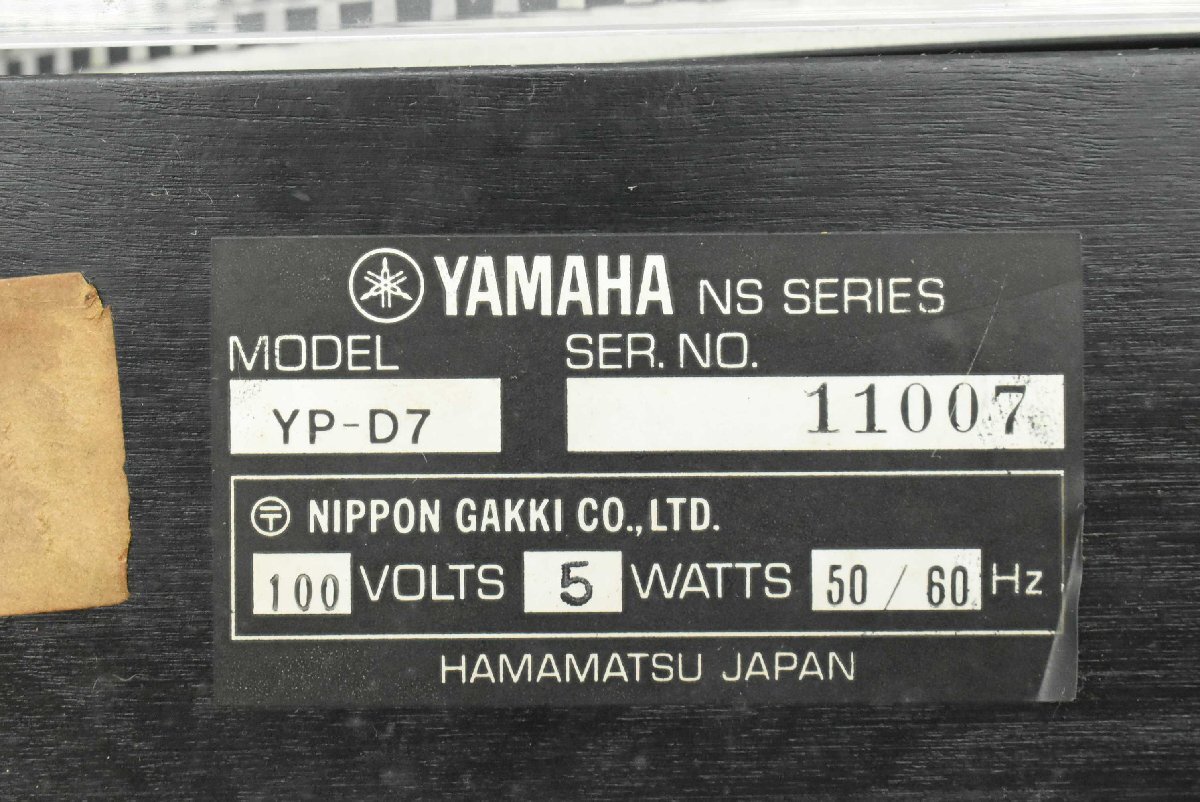 YAMAHA NS SERIES
MODEL SER. NO.
YP-D7 11007
〒 NIPPON GAKKI CO., LTD.
100 VOLTS 5 WATTS 50/60 Hz
HAMAMATSU JAPAN